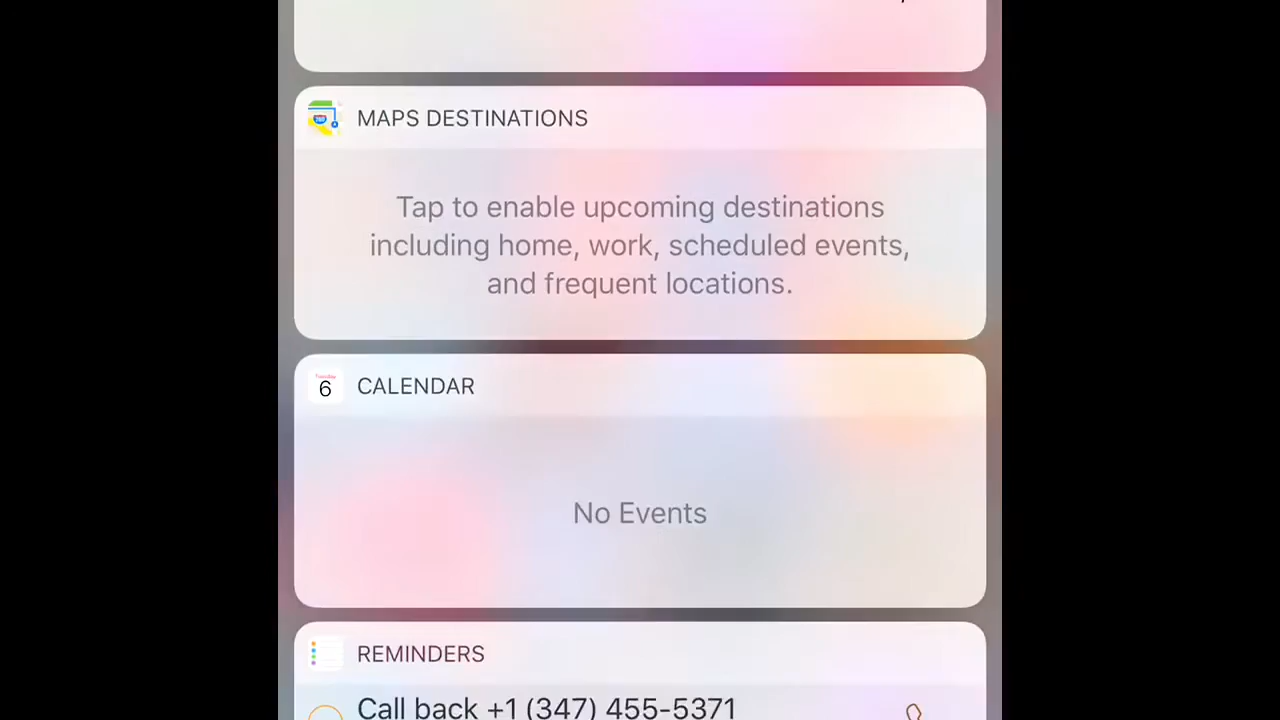 MAPS DESTINATIONS
Tap to enable upcoming destinations
including home, work, scheduled events,
and frequent locations.
Tuesday
6
CALENDAR
No Events
REMINDERS
Call back +1 (347) 455-5371